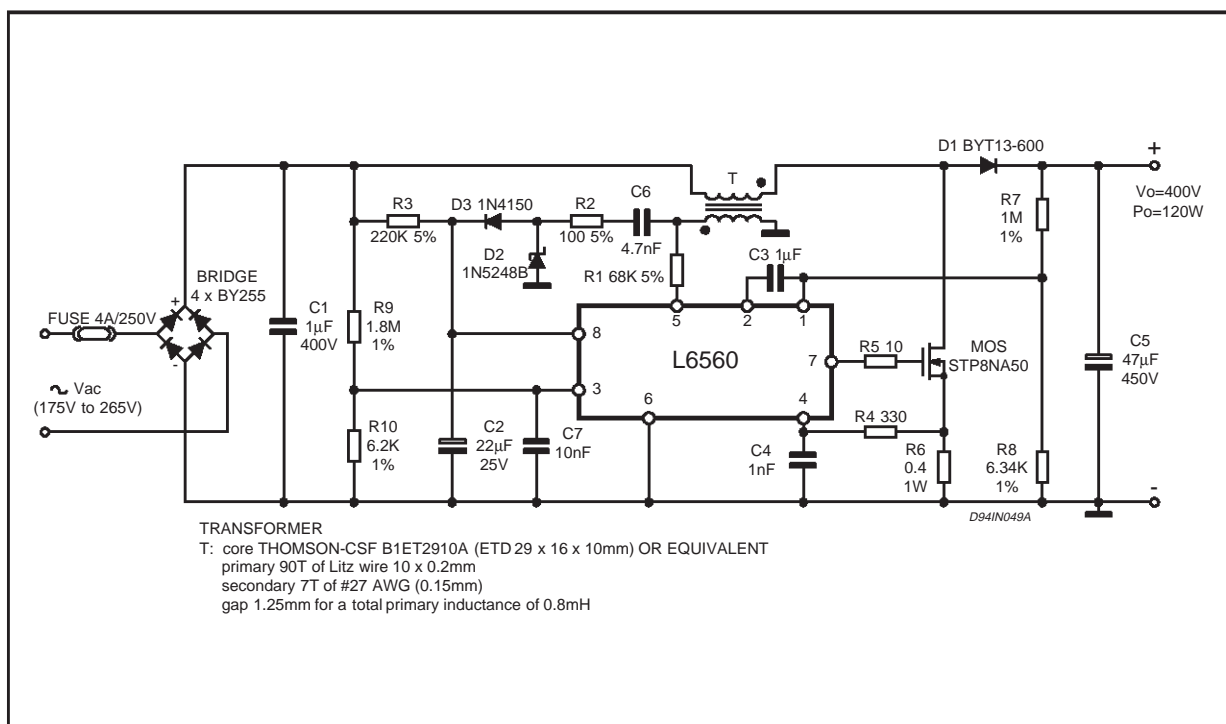 D1 BYT13-600
+
Vo=400V
Po=120W
T
C6
4.7nF
R3
220K 5%
D3 1N4150
R2
100 5%
R7
1M
1%
D2
1N5248B
R1 68K 5%
C3 1μF
BRIDGE
4 x BY255
+
-
FUSE 4A/250V
C1
1μF
400V
R9
1.8M
1%
5
2
1
8
L6560
7
3
6
4
R5 10
MOS
STP8NA50
C5
47μF
450V
~ Vac
(175V to 265V)
R10
6.2K
1%
C2
22μF
25V
C7
10nF
C4
1nF
R4 330
R6
0.4
1W
R8
6.34K
1%
-
D94IN049A
TRANSFORMER
T: core THOMSON-CSF B1ET2910A (ETD 29 x 16 x 10mm) OR EQUIVALENT
primary 90T of Litz wire 10 x 0.2mm
secondary 7T of #27 AWG (0.15mm)
gap 1.25mm for a total primary inductance of 0.8mH